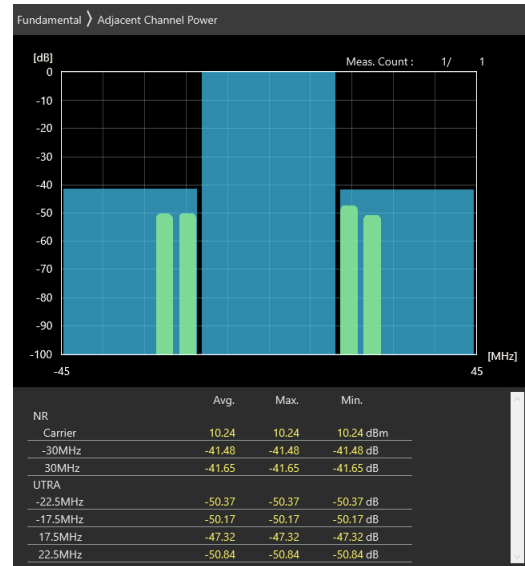 Fundamental 〉 Adjacent Channel Power
[dB]
Meas. Count : 1/ 1
0
-10
-20
-30
-40
-50
-60
-70
-80
-90
-100
[MHz]
-45 45
Avg. Max. Min.
NR
Carrier 10.24 10.24 10.24 dBm
-30MHz -41.48 -41.48 -41.48 dB
30MHz -41.65 -41.65 -41.65 dB
UTRA
-22.5MHz -50.37 -50.37 -50.37 dB
-17.5MHz -50.17 -50.17 -50.17 dB
17.5MHz -47.32 -47.32 -47.32 dB
22.5MHz -50.84 -50.84 -50.84 dB